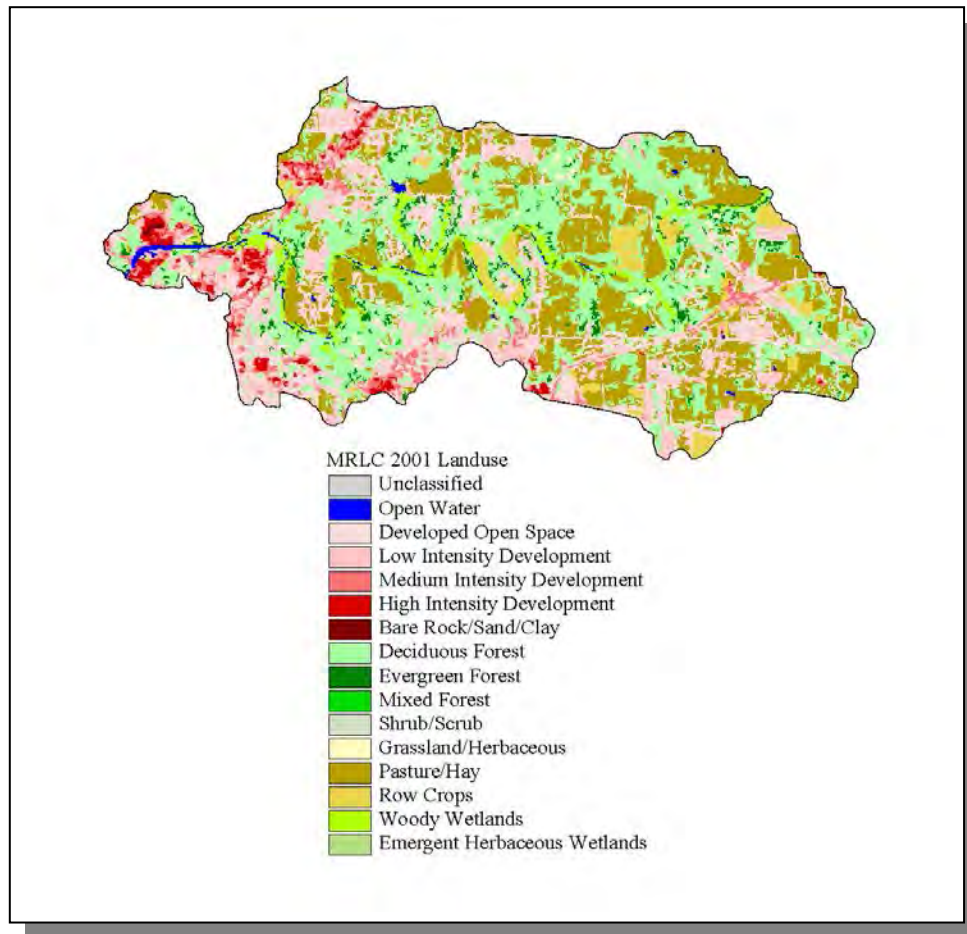 MRLC 2001 Landuse
Unclassified
Open Water
Developed Open Space
Low Intensity Development
Medium Intensity Development
High Intensity Development
Bare Rock/Sand/Clay
Deciduous Forest
Evergreen Forest
Mixed Forest
Shrub/Scrub
Grassland/Herbaceous
Pasture/Hay
Row Crops
Woody Wetlands
Emergent Herbaceous Wetlands